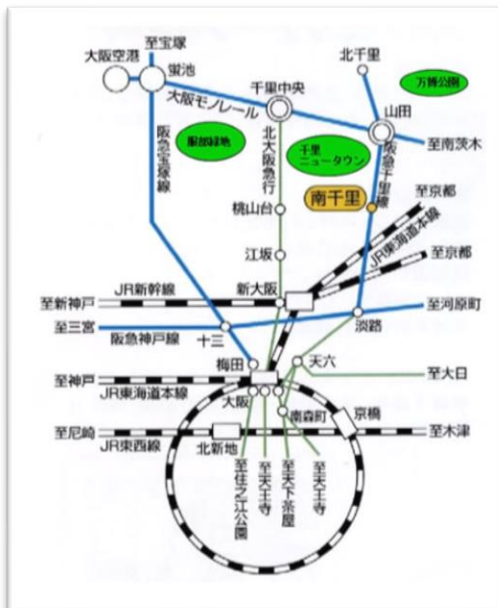 至宝塚
大阪空港
蛍池
大阪モノレール
千里中央
北千里
万博公園
山田
至南茨木
阪急宝塚線
服部緑地
北大阪急行
千里
ニュータウン
阪急千里線
南千里
桃山台
江坂
至京都
JR東海道本線
至京都
新大阪
JR新幹線
至新神戸
至三宮
阪急神戸線
十三
淡路
至河原町
梅田
天六
至神戸
JR東海道本線
大阪
至大日
南森町
京橋
至尼崎
JR東西線
北新地
至木津
至住之江公園
至天王寺
至天下茶屋
至天王寺